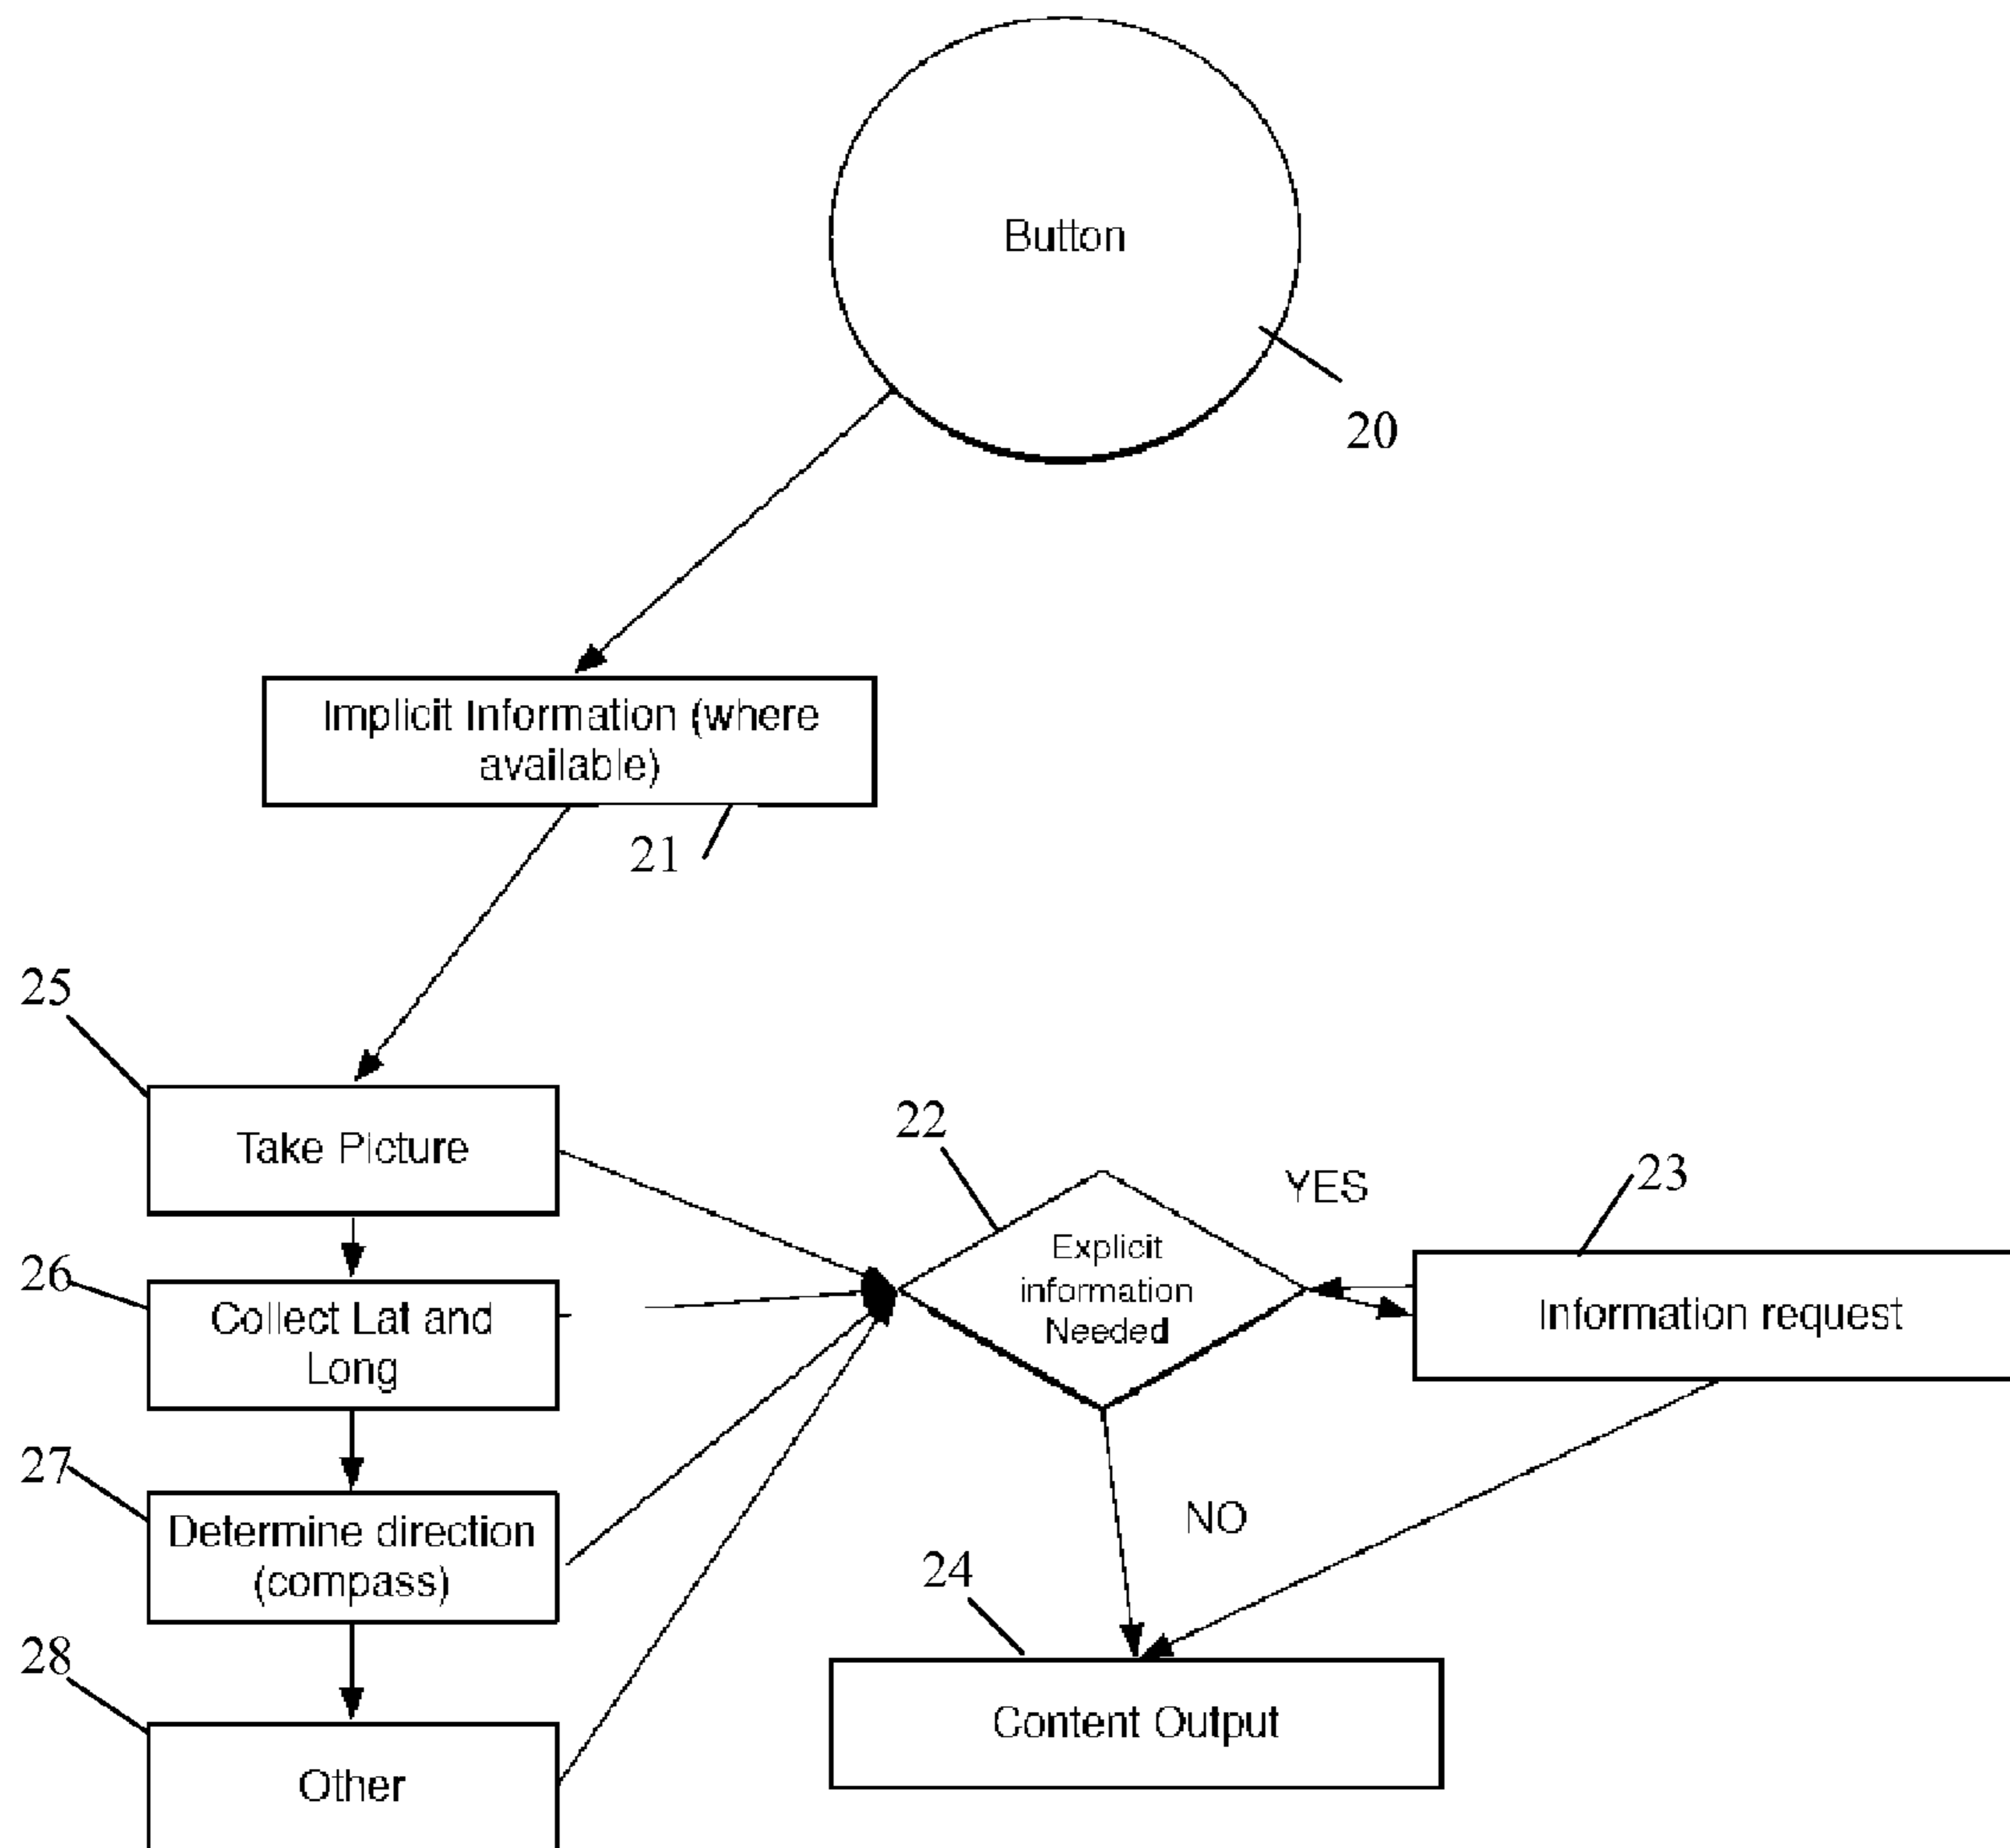 Button
20
Implicit Information (where
available)
21
25
Take Picture
22
YES
23
26
Collect Lat and
Long
Explicit
information
Needed
Information request
27
Determine direction
(compass)
NO
24
28
Other
Content Output